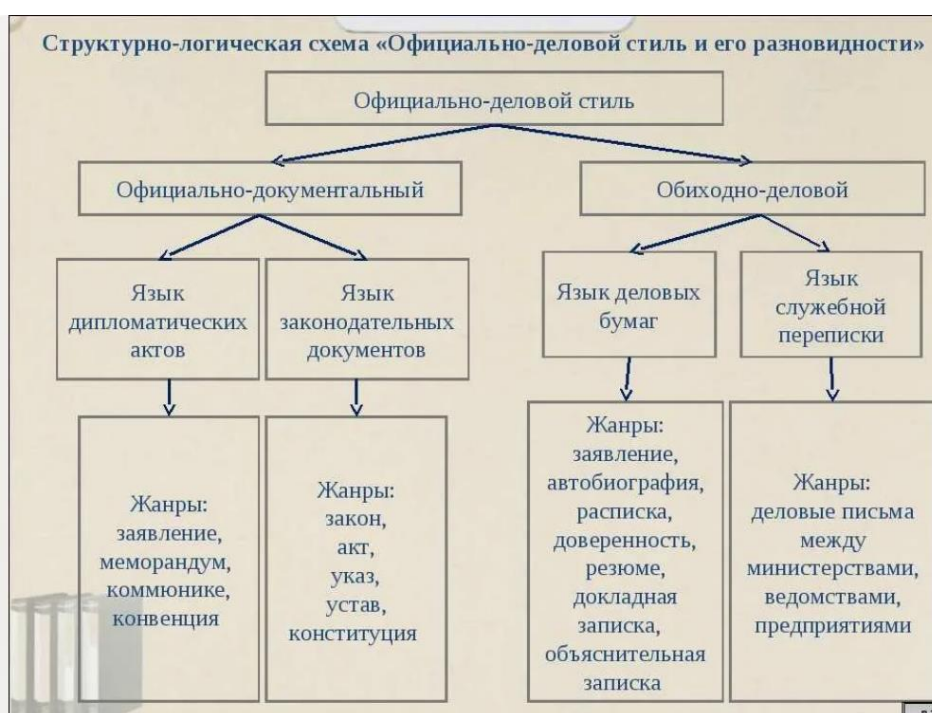 Структурно-логическая схема «Официально-деловой стиль и его разновидности»
Официально-деловой стиль
Официально-документальный
Обиходно-деловой
Язык
дипломатических
актов
Язык
законодательных
документов
Язык деловых
бумаг
Язык
служебной
переписки
Жанры:
заявление,
меморандум,
коммюнике,
конвенция
Жанры:
закон,
акт,
указ,
устав,
конституция
Жанры:
заявление,
автобиография,
расписка,
доверенность,
резюме,
докладная
записка,
объяснительная
записка
Жанры:
деловые письма
между
министерствами,
ведомствами,
предприятиями